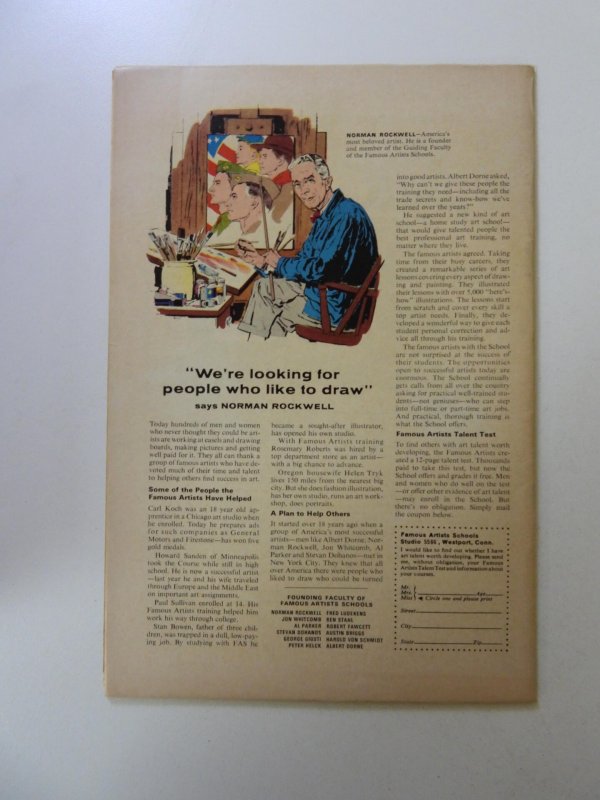 NORMAN ROCKWELL—America's
most beloved artist. He is a founder
and member of the Guiding Faculty
of the Famous Artists Schools.
"We're looking for
people who like to draw"
says NORMAN ROCKWELL
Today hundreds of men and women
who never thought they could be art-
ists are working at easels and drawing
boards, making pictures and getting
well paid for it. They all can thank a
group of famous artists who have de-
voted much of their time and talent
to helping others find success in art.
Some of the People the
Famous Artists Have Helped
Carl Koch was an 18 year old ap-
prentice in a Chicago art studio when
he enrolled. Today he prepares ads
for such companies as General
Motors and Firestone—has won five
gold medals.
Howard Sanden of Minneapolis
took the Course while still in high
school. He is now a successful artist
—last year he and his wife traveled
through Europe and the Middle East
on important art assignments.
Paul Sullivan enrolled at 14. His
Famous Artists training helped him
work his way through college.
Stan Bowen, father of three chil-
dren, was trapped in a dull, low-pay-
ing job. By studying with FAS he
became a sought-after illustrator,
has opened his own studio.
With Famous Artists training
Rosemary Roberts was hired by a
top department store as an artist—
with a big chance to advance.
Oregon housewife Helen Tryk
lives 150 miles from the nearest big
city. But she does fashion illustration,
has her own studio, runs an art work-
shop, does portraits.
A Plan to Help Others
It started over 18 years ago when a
group of America's most successful
artists—men like Albert Dorne, Nor-
man Rockwell, Jon Whitcomb, Al
Parker and Stevan Dohanos—met in
New York City. They knew that all
over America there were people who
liked to draw who could be turned
FOUNDING FACULTY OF
FAMOUS ARTISTS SCHOOLS
NORMAN ROCKWELL FRED LUDEKENS
JON WHITCOMB BEN STAHL
AL PARKER ROBERT FAWCETT
STEVAN DOHANOS AUSTIN BRIGGS
GEORGE GIUSTI HAROLD VON SCHMIDT
PETER HELCK ALBERT DORNE
into good artists. Albert Dorne asked,
"Why can't we give these people the
training they need—including all the
trade secrets and know-how we've
learned over the years?"
He suggested a new kind of art
school—a home study art school—
that would give talented people the
best professional art training, no
matter where they live.
The famous artists agreed. Taking
time from their busy careers, they
created a remarkable series of art
lessons covering every aspect of draw-
ing and painting. They illustrated
their lessons with over 5,000 "here's-
how" illustrations. The lessons start
from scratch and cover every skill a
top artist needs. Finally, they de-
veloped a wonderful way to give each
student personal correction and ad-
vice all through his training.
The famous artists with the School
are not surprised at the success of
their students. The opportunities
open to successful artists today are
enormous. The School continually
gets calls from all over the country
asking for practical well-trained stu-
dents—not geniuses—who can step
into full-time or part-time art jobs.
And practical, thorough training is
what the School offers.
Famous Artists Talent Test
To find others with art talent worth
developing, the Famous Artists cre-
ated a 12-page talent test. Thousands
paid to take this test, but now the
School offers and grades it free. Men
and women who do well on the test
—or offer other evidence of art talent
—may enroll in the School. But
there's no obligation. Simply mail
the coupon below.
Famous Artists Schools
Studio 5591, Westport, Conn.
I would like to find out whether I have
art talent worth developing. Please send
me, without obligation, your Famous
Artists Talent Test and information about
your courses.
Mr.
Mrs. Age
Miss Circle one and please print
Street
City
State Zip